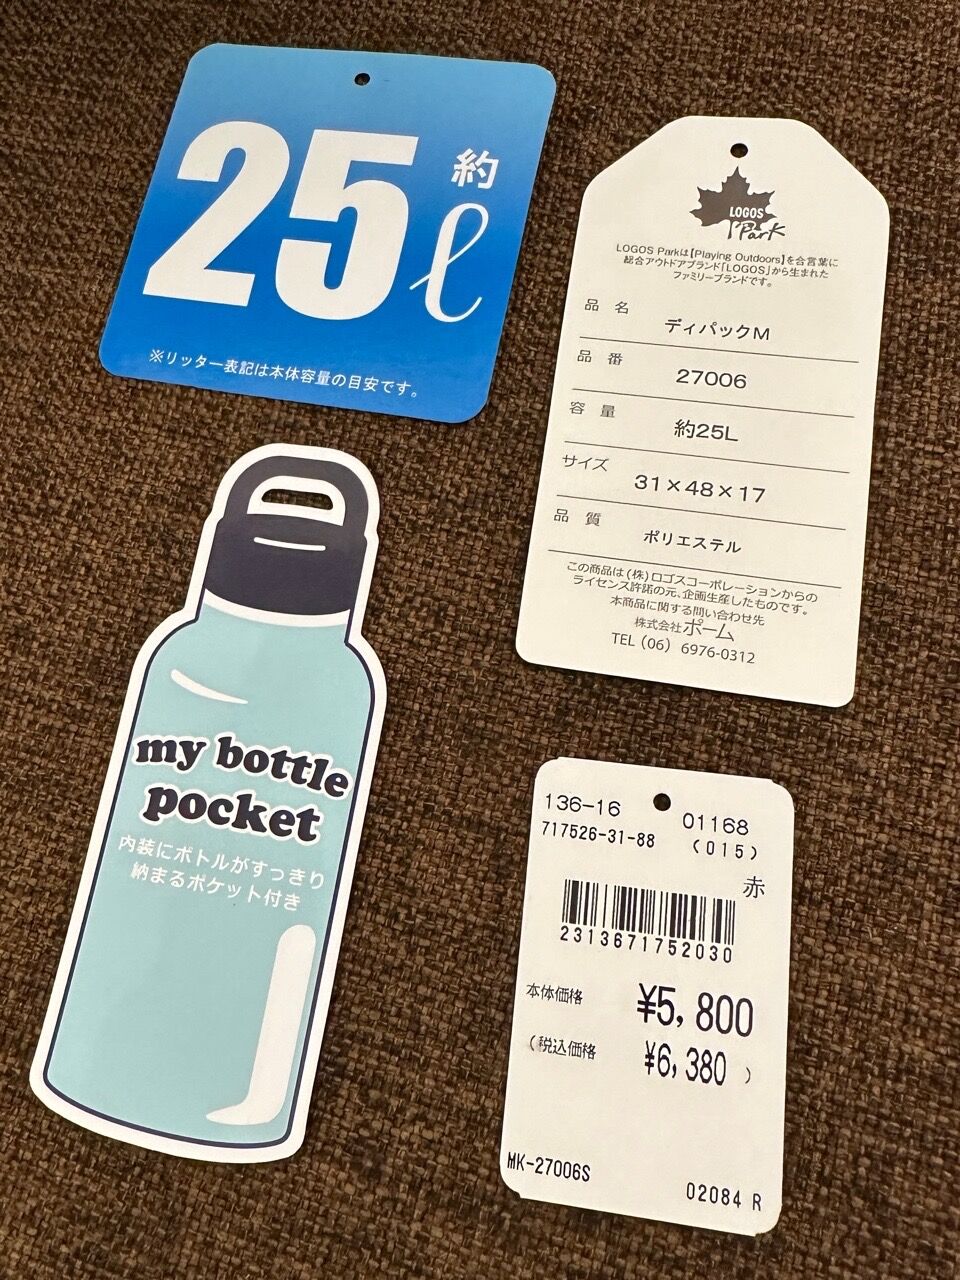 25
約
ℓ
※リッター表記は本体容量の目安です。
LOGOS
Park
LOGOS Parkは【Playing Outdoors】を合言葉に
総合アウトドアブランド「LOGOS」から生まれた
ファミリーブランドです。
品 名
ディパックM
品 番
27006
容 量
約25L
サイズ
31×48×17
品 質
ポリエステル
この商品は(株)ロゴスコーポレーションからの
ライセンス許諾の元、企画生産したものです。
本商品に関する問い合わせ先
株式会社ポーム
TEL (06) 6976-0312
my bottle
pocket
内装にボトルがすっきり
納まるポケット付き
136-16 01168
717526-31-88 (015)
赤
2313671752030
本体価格 ¥5,800
(税込価格 ¥6,380 )
MK-27006S
02084 R